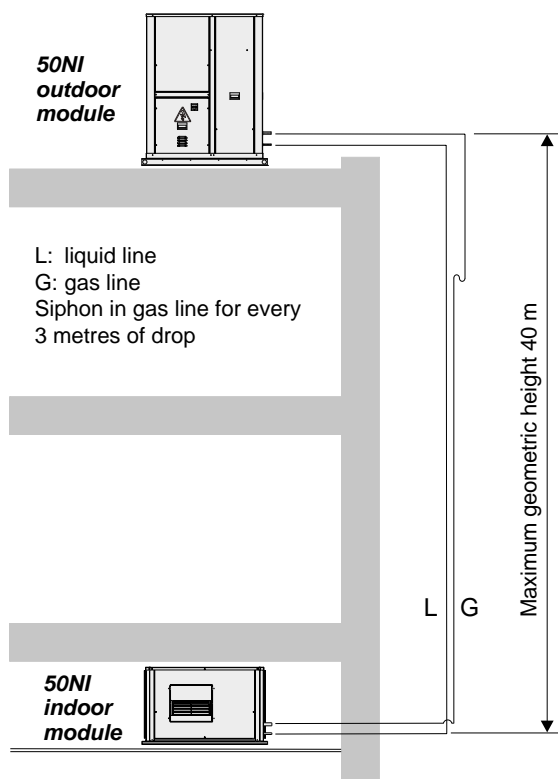 50NI
outdoor
module
L: liquid line
G: gas line
Siphon in gas line for every
3 metres of drop
Maximum geometric height 40 m
L G
50NI
indoor
module